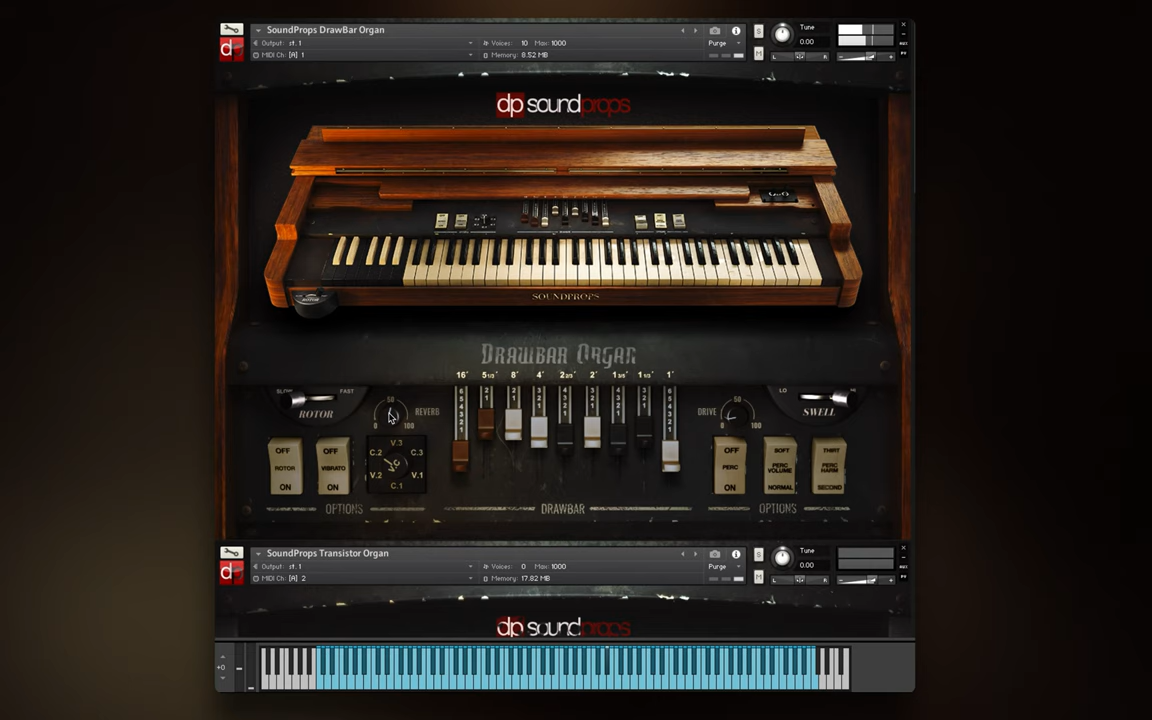 SoundProps DrawBar Organ
Output: st. 1
Voices: 10 Max: 1000
Purge
MIDI Ch: [A] 1
Memory: 8.52 MB
S
M
Tune
0.00
L
R
dp soundprops
ROTOR
SOUNDPROPS
DRAWBAR ORGAN
16' 5 1/3' 8' 4' 2 2/3' 2' 1 3/5' 1 1/3' 1'
SLOW FAST
ROTOR
0 50 100
REVERB
DRIVE
0 50 100
LO HI
SWELL
OFF ROTOR ON
OFF VIBRATO ON
V.3
C.2 C.3
V.2 V.1
C.1
OFF PERC ON
SOFT PERC VOLUME NORMAL
THIRT PERC HARM SECOND
OPTIONS
DRAWBAR
OPTIONS
SoundProps Transistor Organ
Output: st. 1
Voices: 0 Max: 1000
Purge
MIDI Ch: [A] 2
Memory: 17.82 MB
S
M
Tune
0.00
L
R
dp soundprops
+0